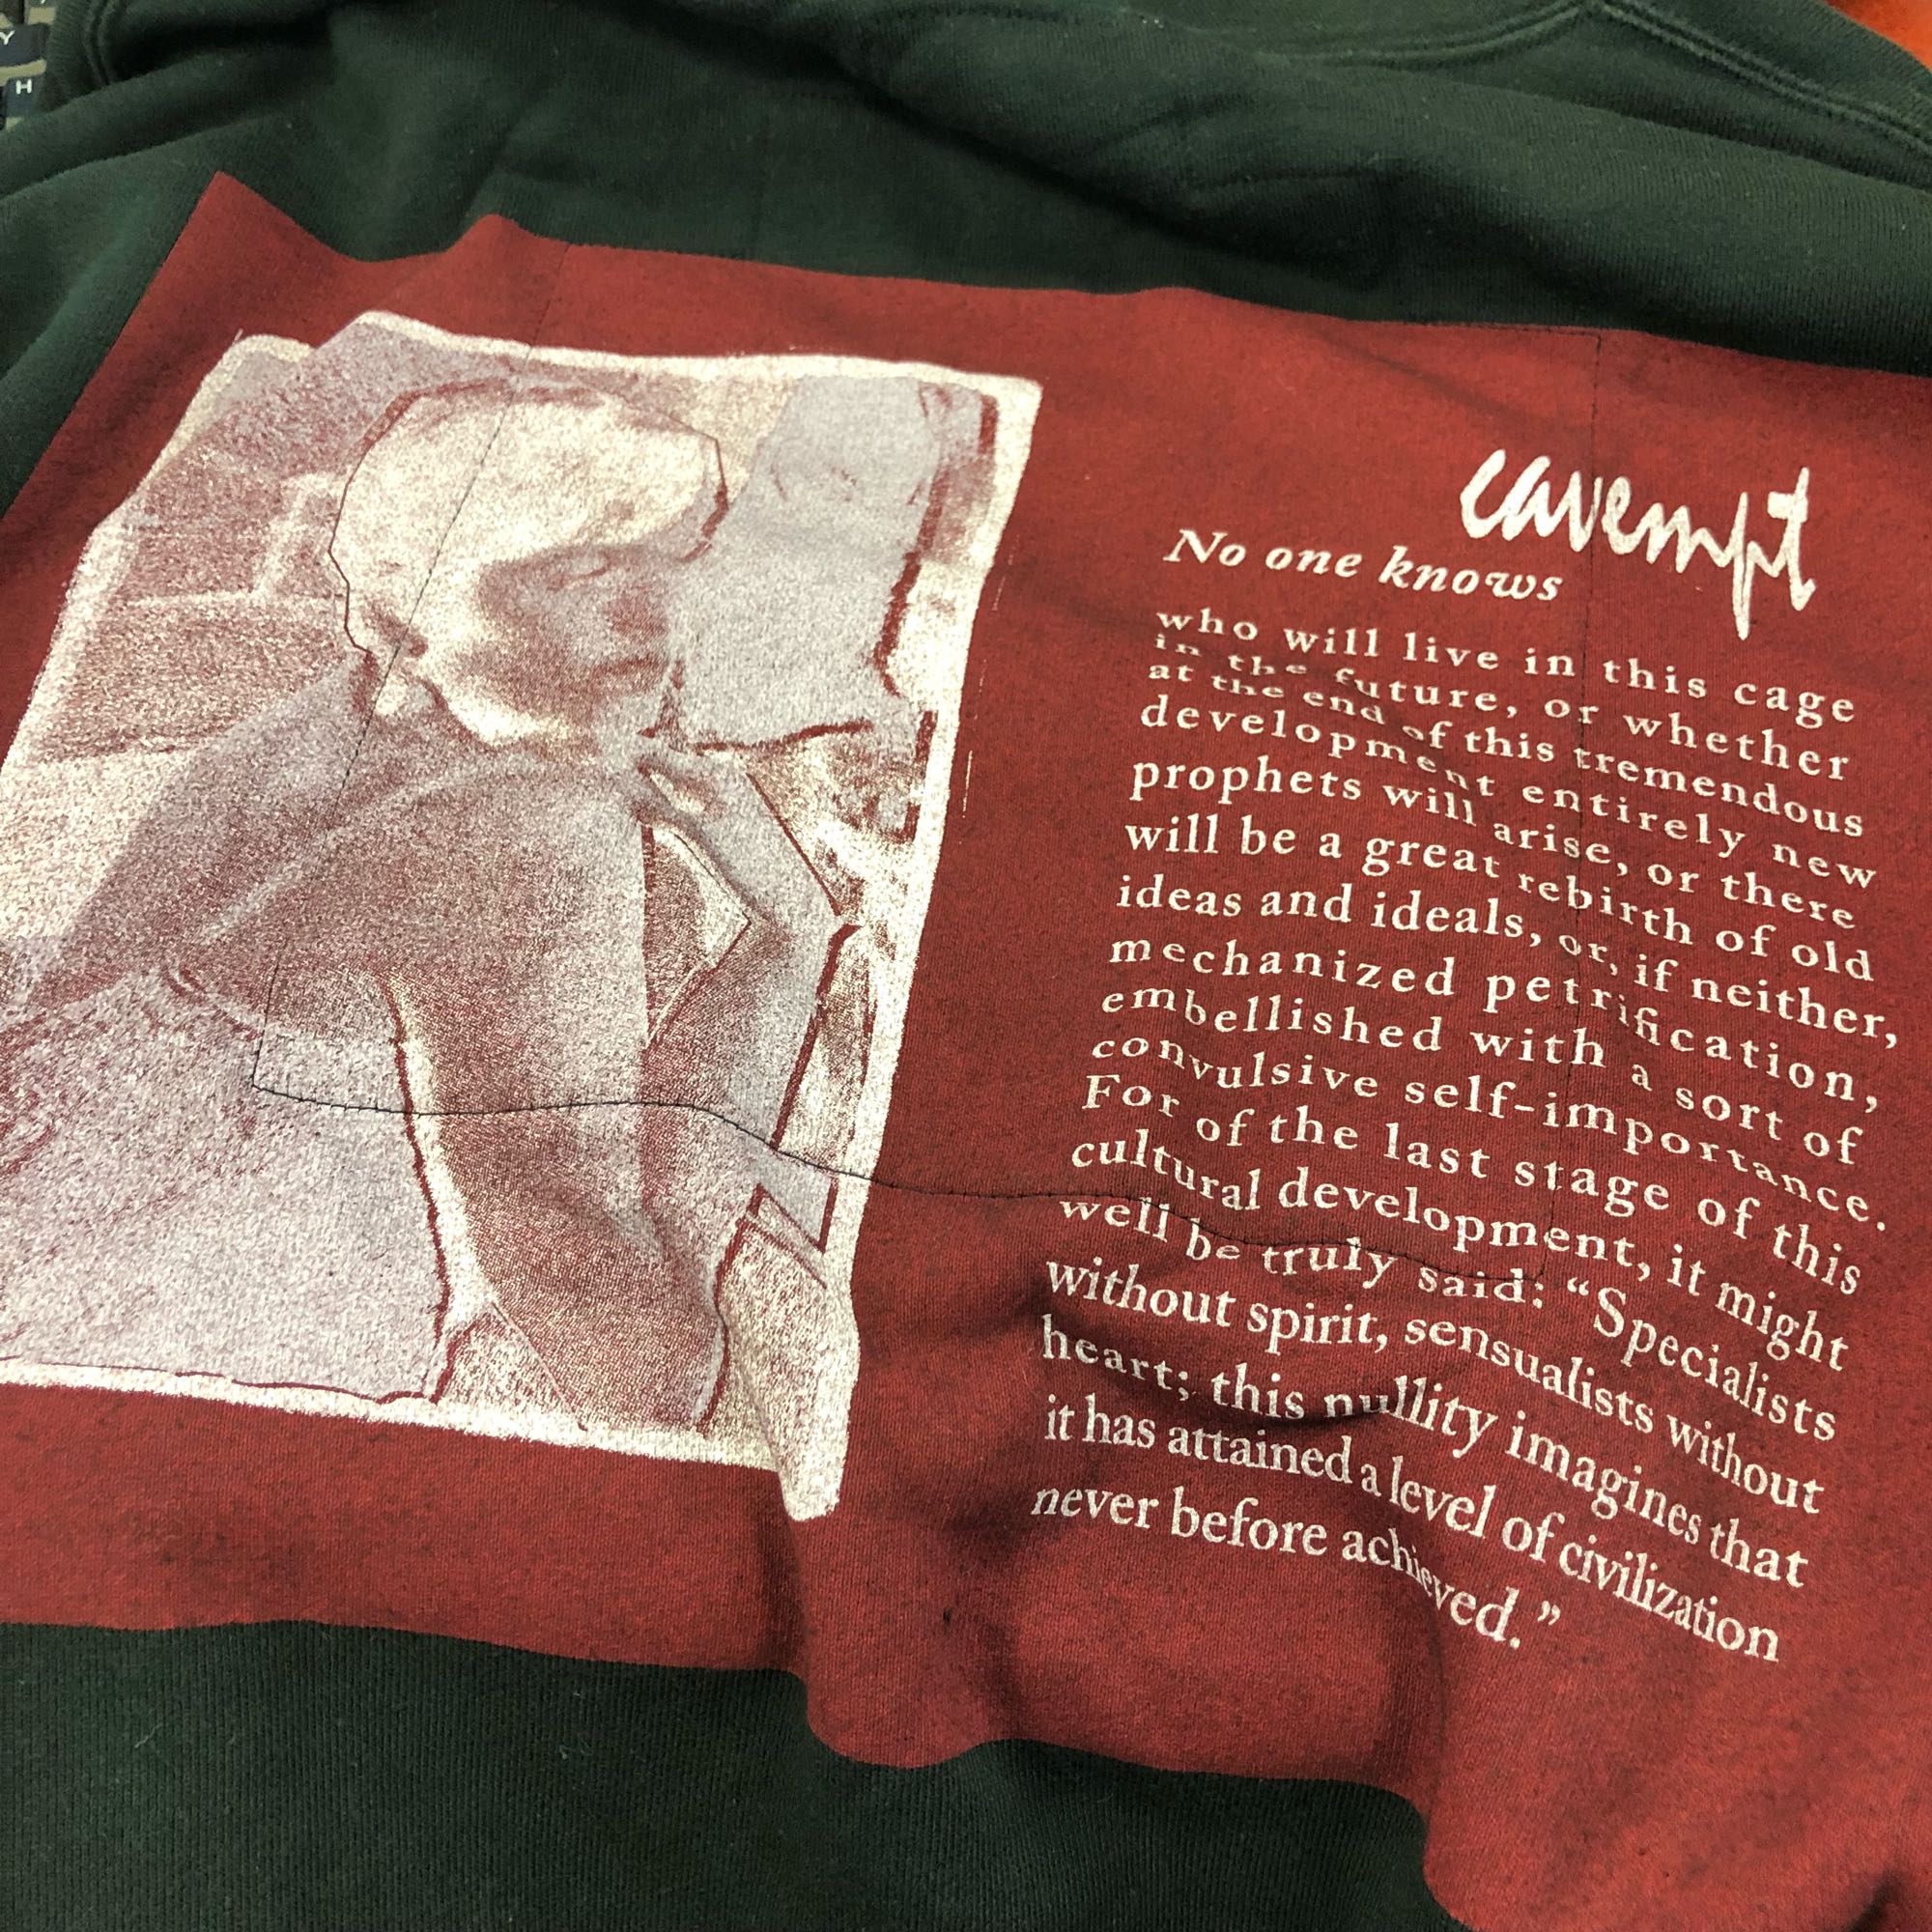 Y
H
cavempt
No one knows
who will live in this cage
in the future, or whether
at the end of this tremendous
development entirely new
prophets will arise, or there
will be a great rebirth of old
ideas and ideals, or, if neither,
mechanized petrification,
embellished with a sort of
convulsive self-importance.
For of the last stage of this
cultural development, it might
well be truly said: “Specialists
without spirit, sensualists without
heart; this nullity imagines that
it has attained a level of civilization
never before achieved.”